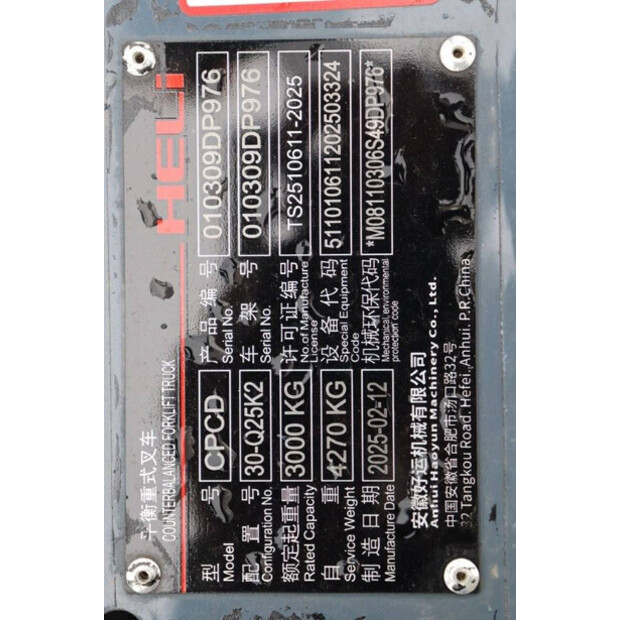 HELI
平衡重式叉车
COUNTERBALANCED FORKLIFT TRUCK
型号 CPCD 产品编号 010309DP976
Model Serial No.
配置号 30-Q25K2 车架号 010309DP976
Configuration No. Serial No.
额定起重量 3000 KG 许可证编号 TS2510611-2025
Rated Capacity No.of Manufacture License
自重 4270 KG 设备代码 511010611202503324
Service Weight Special Equipment Code
制造日期 2025-02-12 机械环保代码 *M08110306S49DP976*
Manufacture Date Mechanical environmental protection code
安徽好运机械有限公司
Anhui Haoyun Machinery Co., Ltd.
中国安徽省合肥市汤口路32号
32 Tangkou Road. Hefei. Anhui. P.R.China.